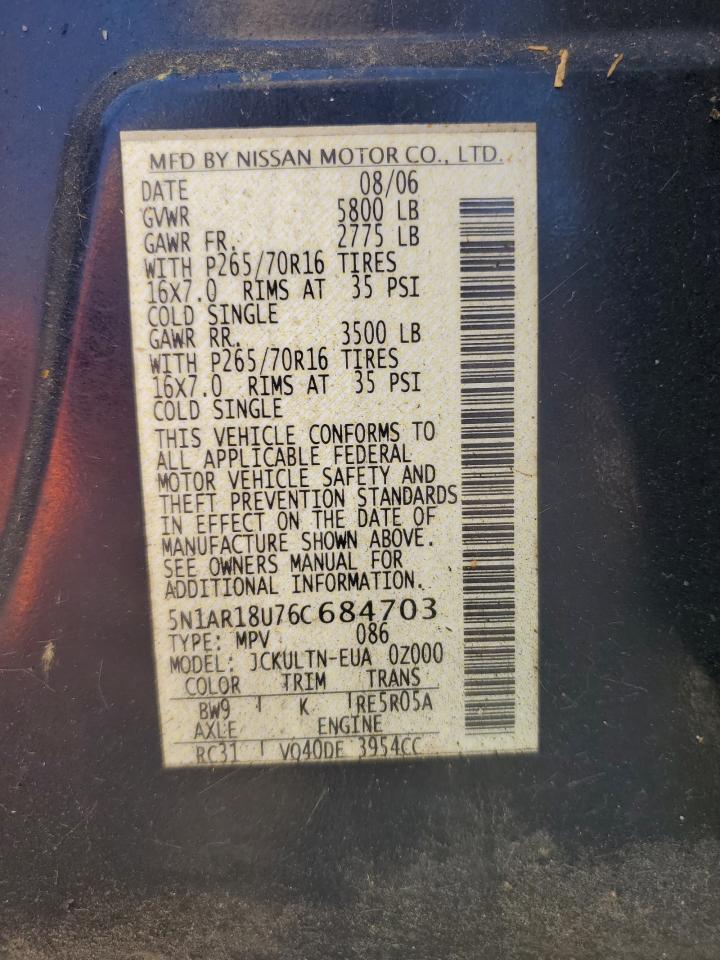 MFD BY NISSAN MOTOR CO., LTD.
DATE 08/06
GVWR 5800 LB
GAWR FR. 2775 LB
WITH P265/70R16 TIRES
16X7.0 RIMS AT 35 PSI
COLD SINGLE
GAWR RR. 3500 LB
WITH P265/70R16 TIRES
16X7.0 RIMS AT 35 PSI
COLD SINGLE
THIS VEHICLE CONFORMS TO
ALL APPLICABLE FEDERAL
MOTOR VEHICLE SAFETY AND
THEFT PREVENTION STANDARDS
IN EFFECT ON THE DATE OF
MANUFACTURE SHOWN ABOVE.
SEE OWNERS MANUAL FOR
ADDITIONAL INFORMATION.
5N1AR18U76C684703
TYPE: MPV 086
MODEL: JCKULTN-EUA 0Z000
COLOR TRIM TRANS
BW9 K RE5R05A
AXLE ENGINE
RC31 VQ40DE 3954CC